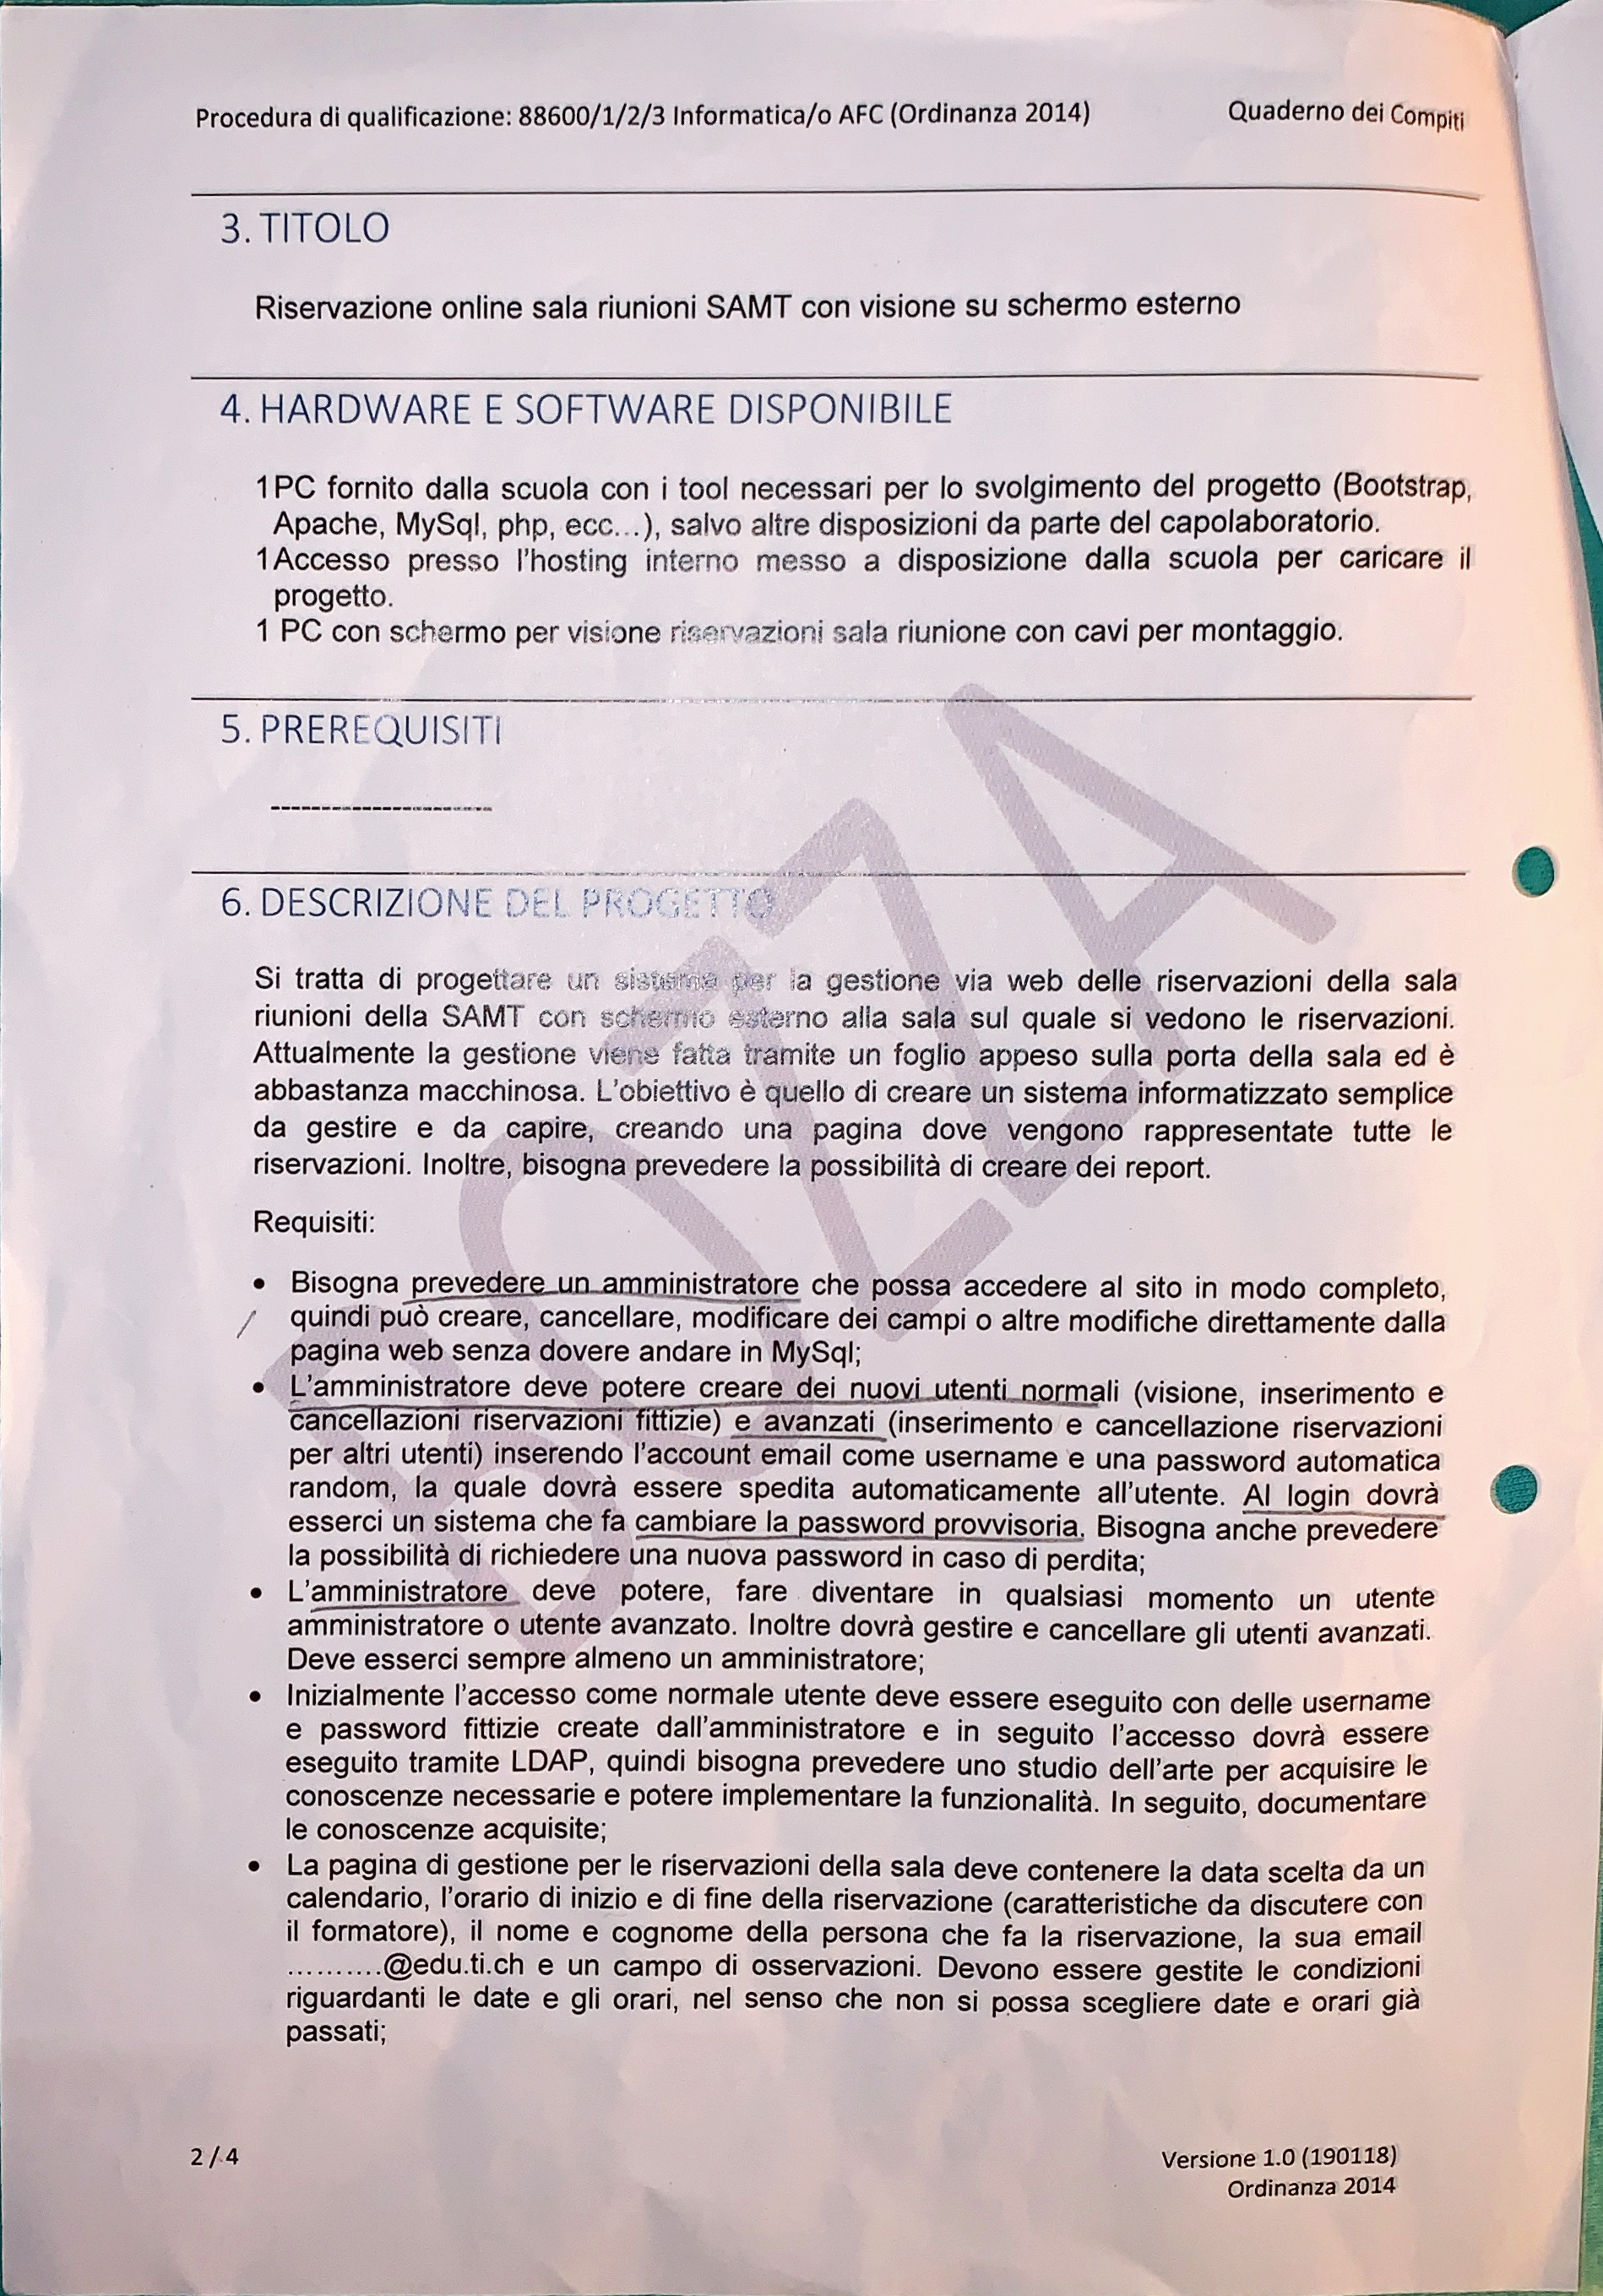 Procedura di qualificazione: 88600/1/2/3 Informatica/o AFC (Ordinanza 2014) Quaderno dei Compiti
3. TITOLO
Riservazione online sala riunioni SAMT con visione su schermo esterno
4. HARDWARE E SOFTWARE DISPONIBILE
1PC fornito dalla scuola con i tool necessari per lo svolgimento del progetto (Bootstrap,
Apache, MySql, php, ecc...), salvo altre disposizioni da parte del capolaboratorio.
1Accesso presso l'hosting interno messo a disposizione dalla scuola per caricare il
progetto.
1 PC con schermo per visione riservazioni sala riunione con cavi per montaggio.
5. PREREQUISITI
----------------------
6. DESCRIZIONE DEL PROGETTO
Si tratta di progettare un sistema per la gestione via web delle riservazioni della sala
riunioni della SAMT con schermo esterno alla sala sul quale si vedono le riservazioni.
Attualmente la gestione viene fatta tramite un foglio appeso sulla porta della sala ed è
abbastanza macchinosa. L'obiettivo è quello di creare un sistema informatizzato semplice
da gestire e da capire, creando una pagina dove vengono rappresentate tutte le
riservazioni. Inoltre, bisogna prevedere la possibilità di creare dei report.
Requisiti:
• Bisogna prevedere un amministratore che possa accedere al sito in modo completo,
quindi può creare, cancellare, modificare dei campi o altre modifiche direttamente dalla
pagina web senza dovere andare in MySql;
• L'amministratore deve potere creare dei nuovi utenti normali (visione, inserimento e
cancellazioni riservazioni fittizie) e avanzati (inserimento e cancellazione riservazioni
per altri utenti) inserendo l'account email come username e una password automatica
random, la quale dovrà essere spedita automaticamente all'utente. Al login dovrà
esserci un sistema che fa cambiare la password provvisoria. Bisogna anche prevedere
la possibilità di richiedere una nuova password in caso di perdita;
• L'amministratore deve potere, fare diventare in qualsiasi momento un utente
amministratore o utente avanzato. Inoltre dovrà gestire e cancellare gli utenti avanzati.
Deve esserci sempre almeno un amministratore;
• Inizialmente l'accesso come normale utente deve essere eseguito con delle username
e password fittizie create dall'amministratore e in seguito l'accesso dovrà essere
eseguito tramite LDAP, quindi bisogna prevedere uno studio dell'arte per acquisire le
conoscenze necessarie e potere implementare la funzionalità. In seguito, documentare
le conoscenze acquisite;
• La pagina di gestione per le riservazioni della sala deve contenere la data scelta da un
calendario, l'orario di inizio e di fine della riservazione (caratteristiche da discutere con
il formatore), il nome e cognome della persona che fa la riservazione, la sua email
..........@edu.ti.ch e un campo di osservazioni. Devono essere gestite le condizioni
riguardanti le date e gli orari, nel senso che non si possa scegliere date e orari già
passati;
BOZZA
2 / 4 Versione 1.0 (190118)
Ordinanza 2014